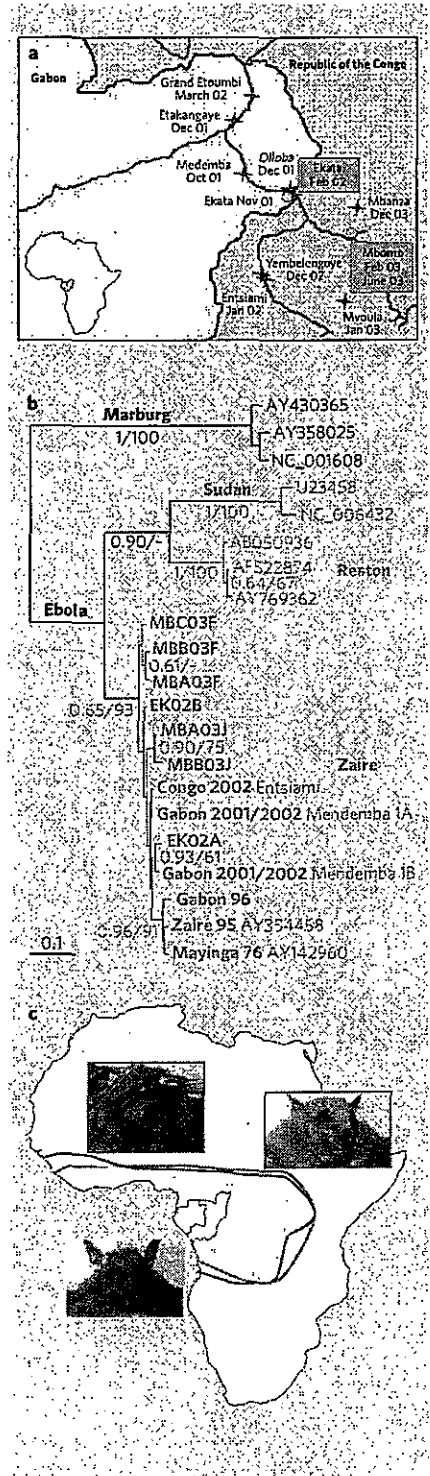 a
Gabon
Republic of the Congo
Grand Etoumbi
March 02
Etakangaye
Dec 01
Olloba
Dec 01
Medemba
Oct 01
Ekata
Feb 02
Ekata Nov 01
Mbanza
Dec 03
Mbomo
Feb 03
June 03
Yembelengoye
Dec 02
Entsiami
Jan 02
Mvoula
Jan 03
b
Marburg
1/100
AY430365
AY358025
NC_001608
Sudan
1/100
U23458
NC_006432
0.90/-
1/100
AB050936
AF522874
0.64/67
AY769362
Reston
Ebola
MBC03F
MBB03F
0.61/-
MBA03F
0.65/93
EK02B
MBA03J
0.90/75
MBB03J
Zaire
Congo 2002 Entsiami
Gabon 2001/2002 Mendemba 1A
EK02A
0.93/61
Gabon 2001/2002 Mendemba 1B
Gabon 96
0.96/91
Zaire 95 AY354458
0.1
Mayinga 76 AY142960
c